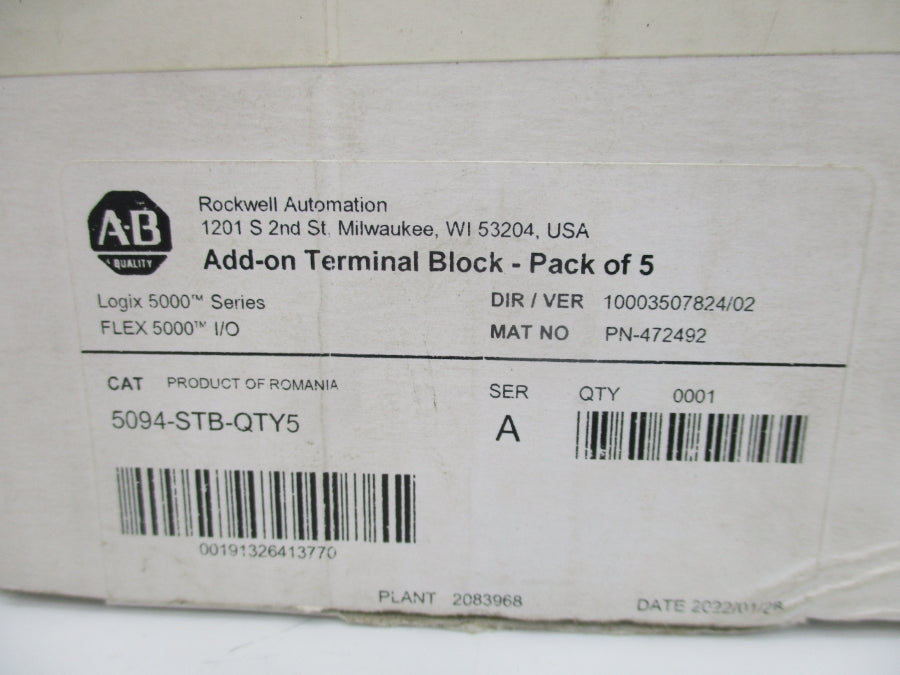 A·B
QUALITY
Rockwell Automation
1201 S 2nd St. Milwaukee, WI 53204, USA
Add-on Terminal Block - Pack of 5
Logix 5000™ Series
FLEX 5000™ I/O
DIR / VER 10003507824/02
MAT NO PN-472492
CAT PRODUCT OF ROMANIA
5094-STB-QTY5
SER
A
QTY 0001
00191326413770
PLANT 2083968
DATE 2022/01/28